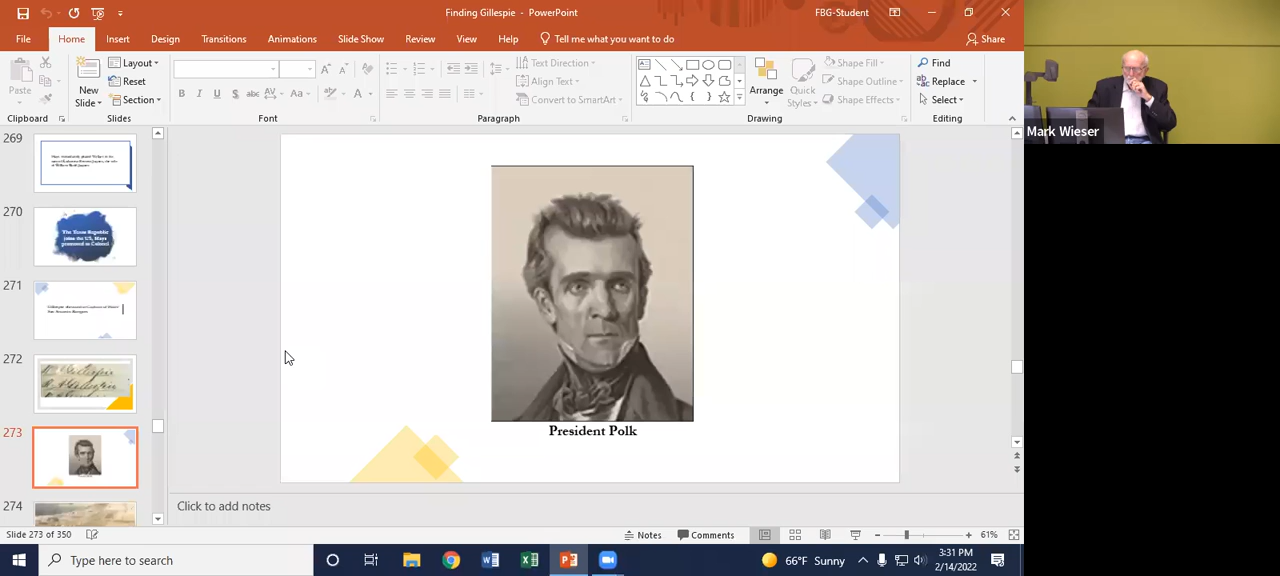 Finding Gillespie - PowerPoint
FBG-Student
File Home Insert Design Transitions Animations Slide Show Review View Help Tell me what you want to do Share
Paste
New
Slide
Layout
Reset
Section
B I U S abc AV Aa A
Text Direction
Align Text
Convert to SmartArt
Arrange
Quick
Styles
Shape Fill
Shape Outline
Shape Effects
Find
Replace
Select
Clipboard Slides Font Paragraph Drawing Editing
Mark Wieser
269
270
The Texas Republic
joins the US, Hays
promoted to Colonel
271
272
273
274
President Polk
Click to add notes
Slide 273 of 350
Notes
Comments
61%
Type here to search
66°F Sunny
3:31 PM
2/14/2022